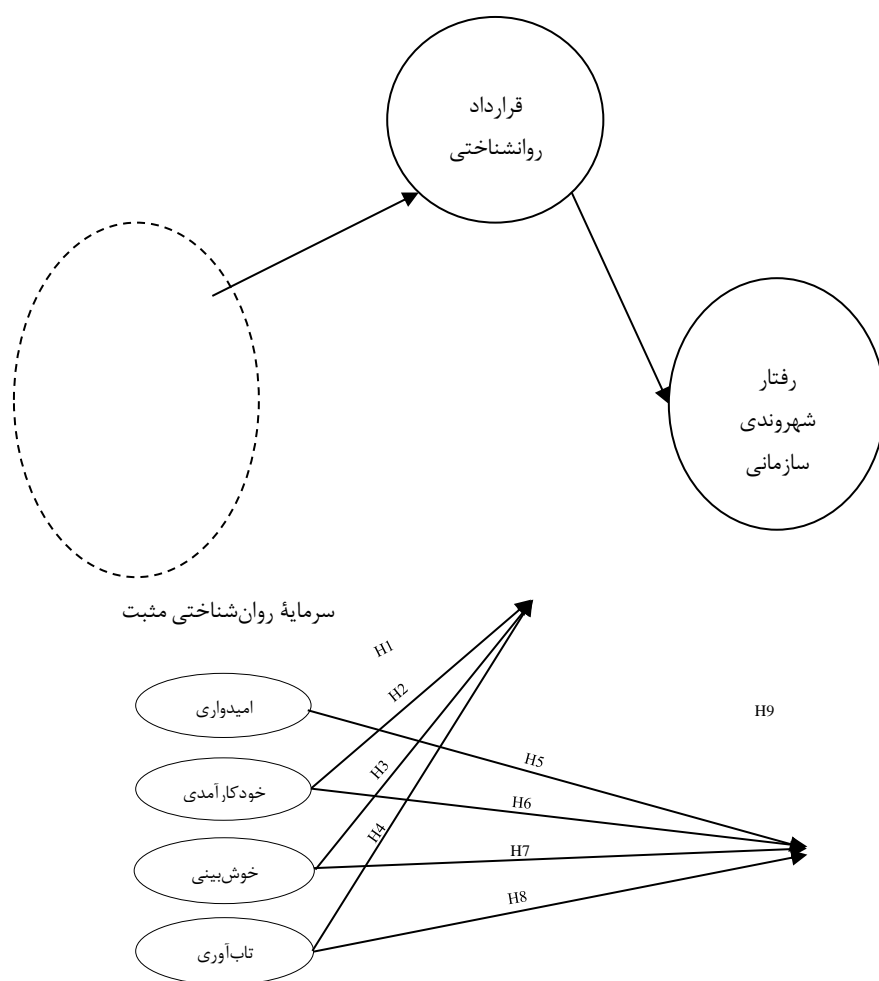 قرارداد
روانشناختی
رفتار
شهروندی
سازمانی
سرمایۀ روان‌شناختی مثبت
H1
H2
امیدواری
H9
H5
H3
خودکارآمدی
H6
H4
H7
خوش‌بینی
H8
تاب‌آوری